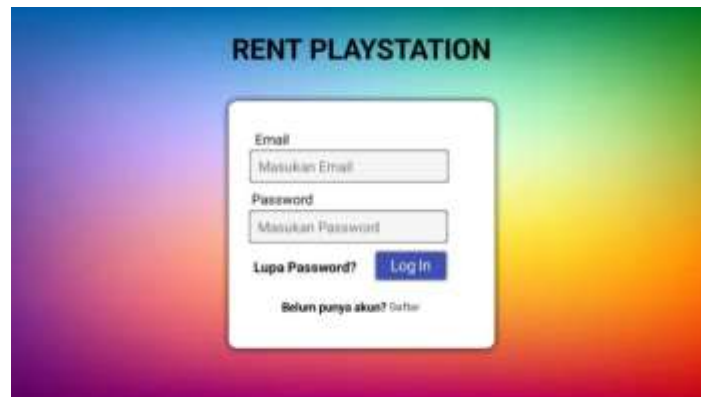 RENT PLAYSTATION
Email
Masukan Email
Password
Masukan Password
Lupa Password? Log In
Belum punya akun? Daftar